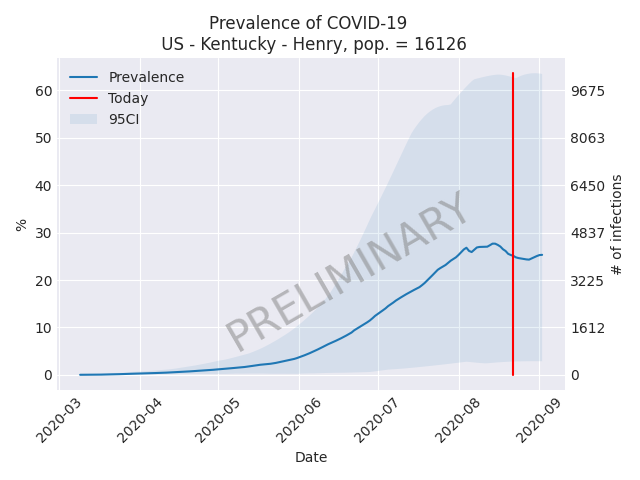 Prevalence of COVID-19
US - Kentucky - Henry, pop. = 16126
Prevalence
Today
95CI
PRELIMINARY
%
60
50
40
30
20
10
0
9675
8063
6450
4837
3225
1612
0
# of infections
2020-03
2020-04
2020-05
2020-06
2020-07
2020-08
2020-09
Date